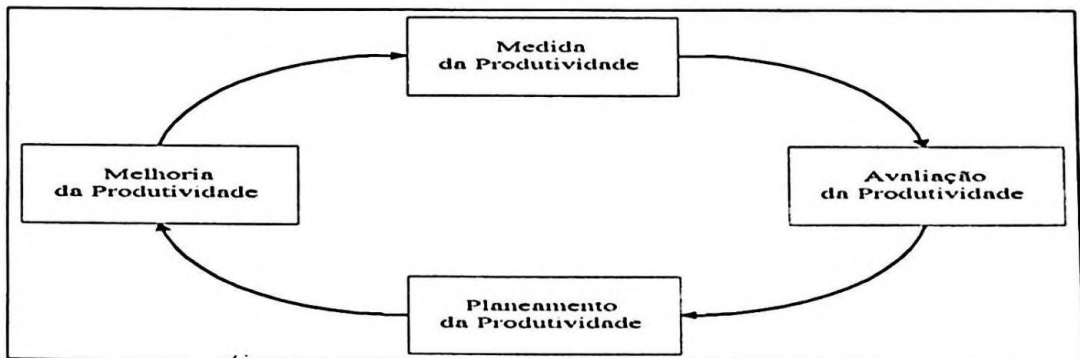 Medida
da Produtividade
Melhoria
da Produtividade
Avaliação
da Produtividade
Planeamento
da Produtividade